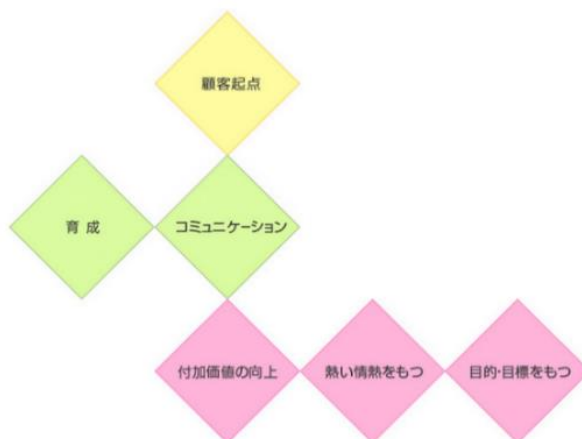 顧客起点
育成
コミュニケーション
付加価値の向上
熱い情熱をもつ
目的・目標をもつ